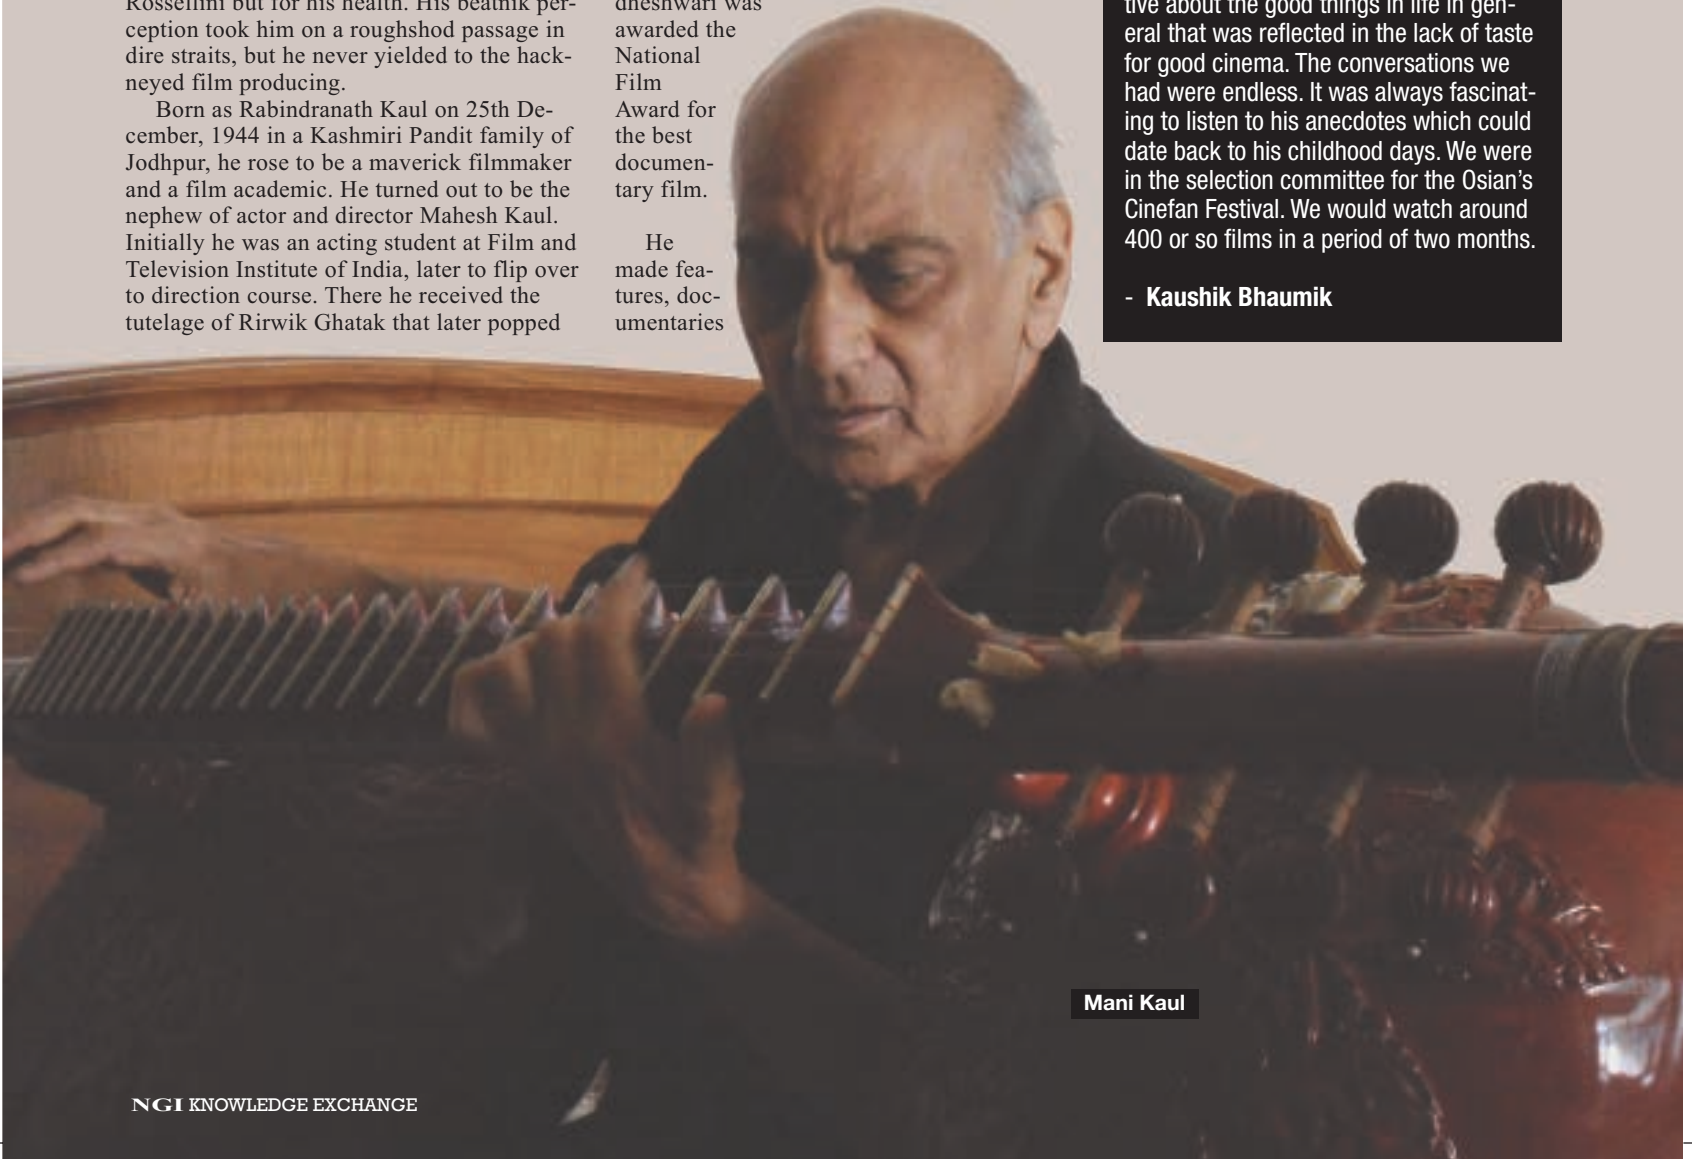 Rossellini but for his health. His beatnik per-
ception took him on a roughshod passage in
dire straits, but he never yielded to the hack-
neyed film producing.
Born as Rabindranath Kaul on 25th De-
cember, 1944 in a Kashmiri Pandit family of
Jodhpur, he rose to be a maverick filmmaker
and a film academic. He turned out to be the
nephew of actor and director Mahesh Kaul.
Initially he was an acting student at Film and
Television Institute of India, later to flip over
to direction course. There he received the
tutelage of Rirwik Ghatak that later popped
dheshwari was
awarded the
National
Film
Award for
the best
documen-
tary film.
He
made fea-
tures, doc-
umentaries
tive about the good things in life in gen-
eral that was reflected in the lack of taste
for good cinema. The conversations we
had were endless. It was always fascinat-
ing to listen to his anecdotes which could
date back to his childhood days. We were
in the selection committee for the Osian's
Cinefan Festival. We would watch around
400 or so films in a period of two months.
- Kaushik Bhaumik
Mani Kaul
NGI KNOWLEDGE EXCHANGE